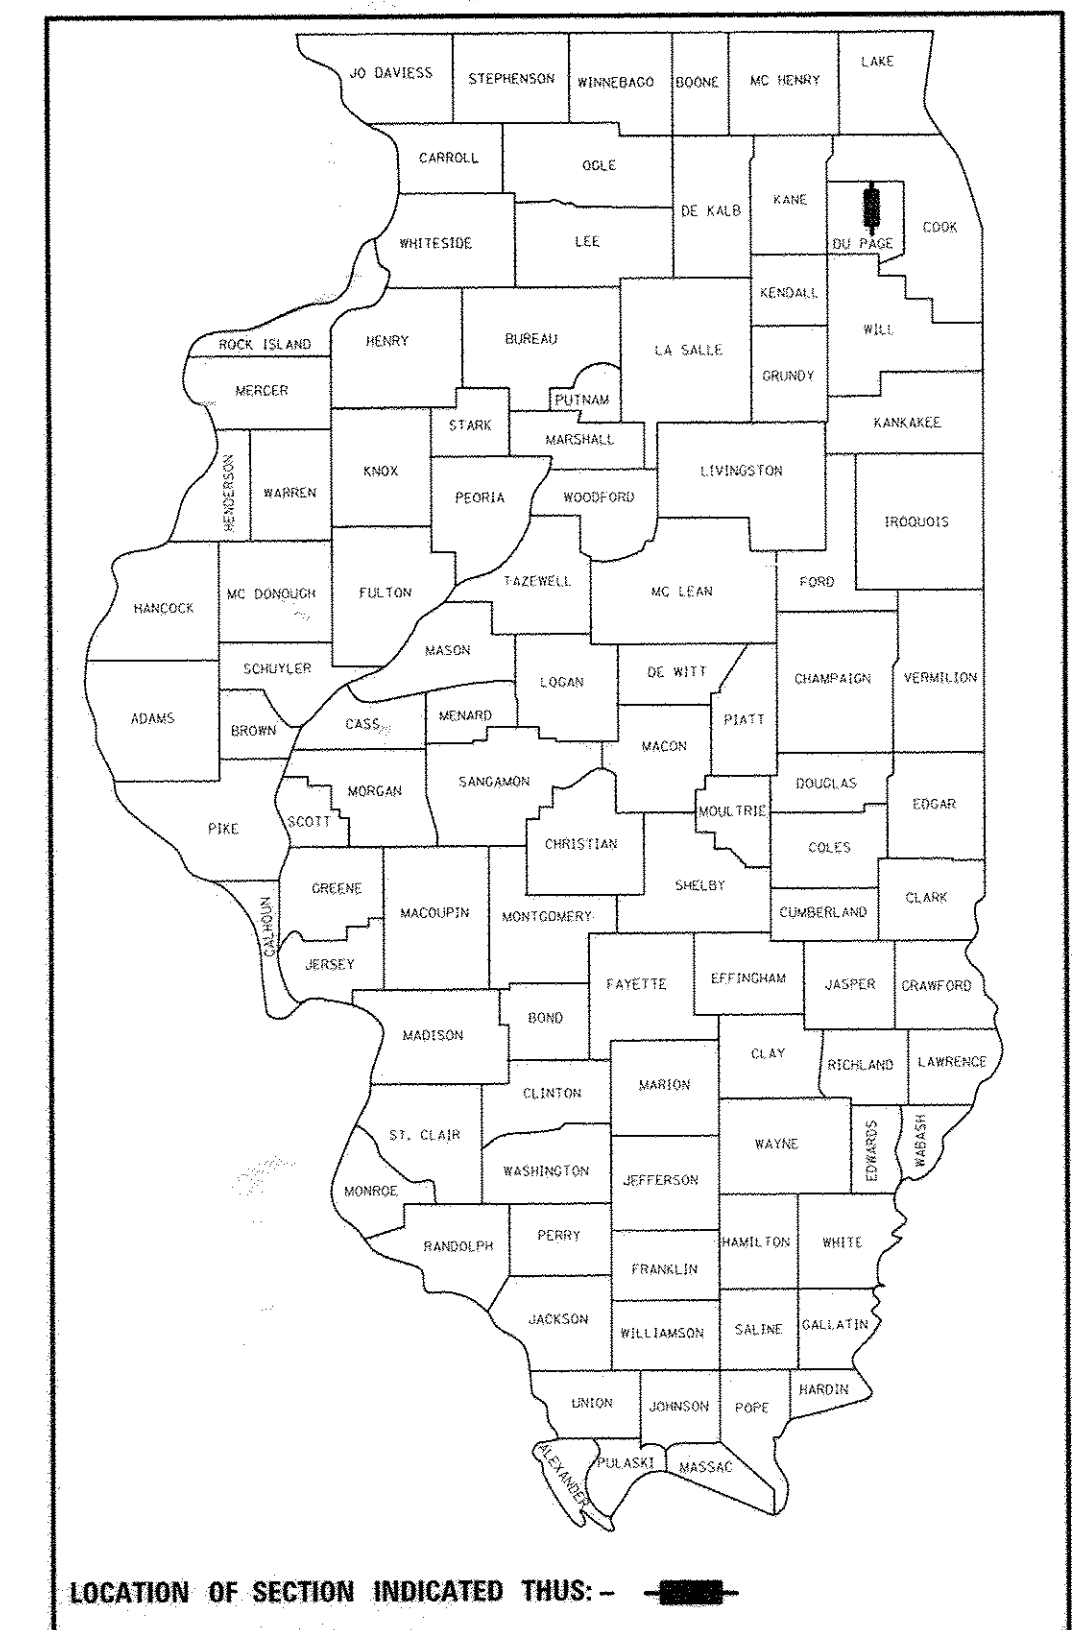 JO DAVIESS
STEPHENSON
WINNEBAGO
BOONE
MC HENRY
LAKE
CARROLL
OGLE
DE KALB
KANE
DU PAGE
COOK
WHITESIDE
LEE
KENDALL
ROCK ISLAND
HENRY
BUREAU
LA SALLE
WILL
GRUNDY
MERCER
PUTNAM
KANKAKEE
STARK
MARSHALL
HENDERSON
WARREN
KNOX
PEORIA
WOODFORD
LIVINGSTON
IROQUOIS
HANCOCK
MC DONOUGH
FULTON
TAZEWELL
MC LEAN
FORD
SCHUYLER
MASON
LOGAN
DE WITT
CHAMPAIGN
VERMILION
ADAMS
BROWN
CASS
MENARD
MACON
PIATT
PIKE
SCOTT
MORGAN
SANGAMON
CHRISTIAN
MOULTRIE
DOUGLAS
EDGAR
COLES
CALHOUN
GREENE
MACOUPIN
MONTGOMERY
SHELBY
CUMBERLAND
CLARK
JERSEY
FAYETTE
EFFINGHAM
JASPER
CRAWFORD
MADISON
BOND
CLAY
RICHLAND
LAWRENCE
CLINTON
MARION
ST. CLAIR
WAYNE
EDWARDS
WABASH
MONROE
WASHINGTON
JEFFERSON
RANDOLPH
PERRY
HAMILTON
WHITE
FRANKLIN
JACKSON
WILLIAMSON
SALINE
GALLATIN
UNION
JOHNSON
POPE
HARDIN
ALEXANDER
PULASKI
MASSAC
LOCATION OF SECTION INDICATED THUS: –